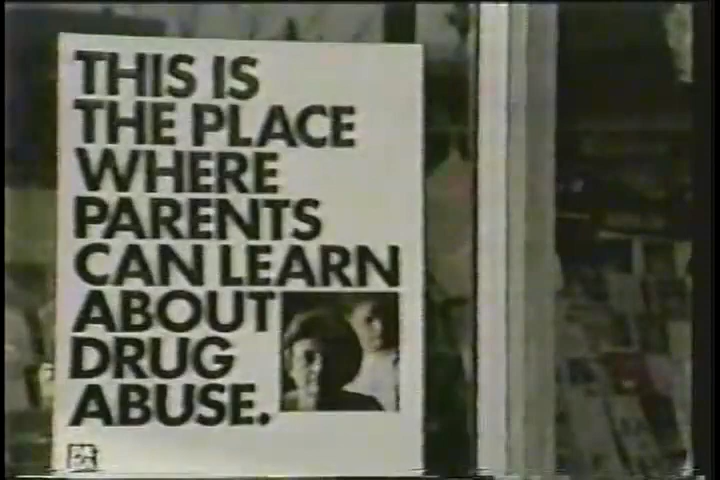 THIS IS
THE PLACE
WHERE
PARENTS
CAN LEARN
ABOUT
DRUG
ABUSE.